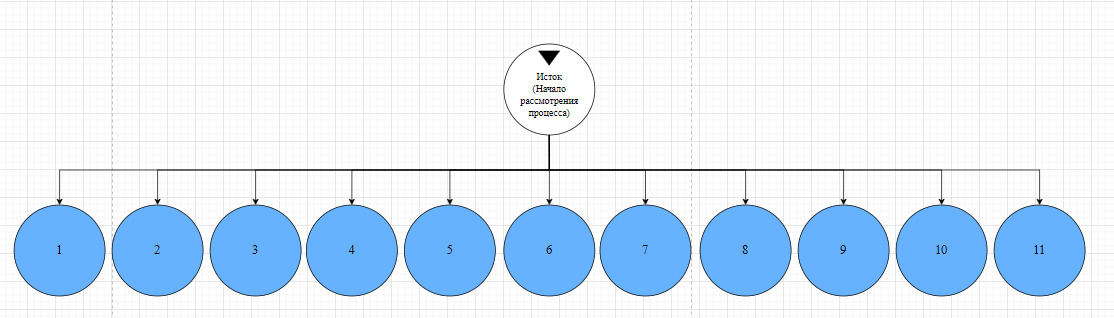 Исток
(Начало
рассмотрения
процесса)
1 2 3 4 5 6 7 8 9 10 11